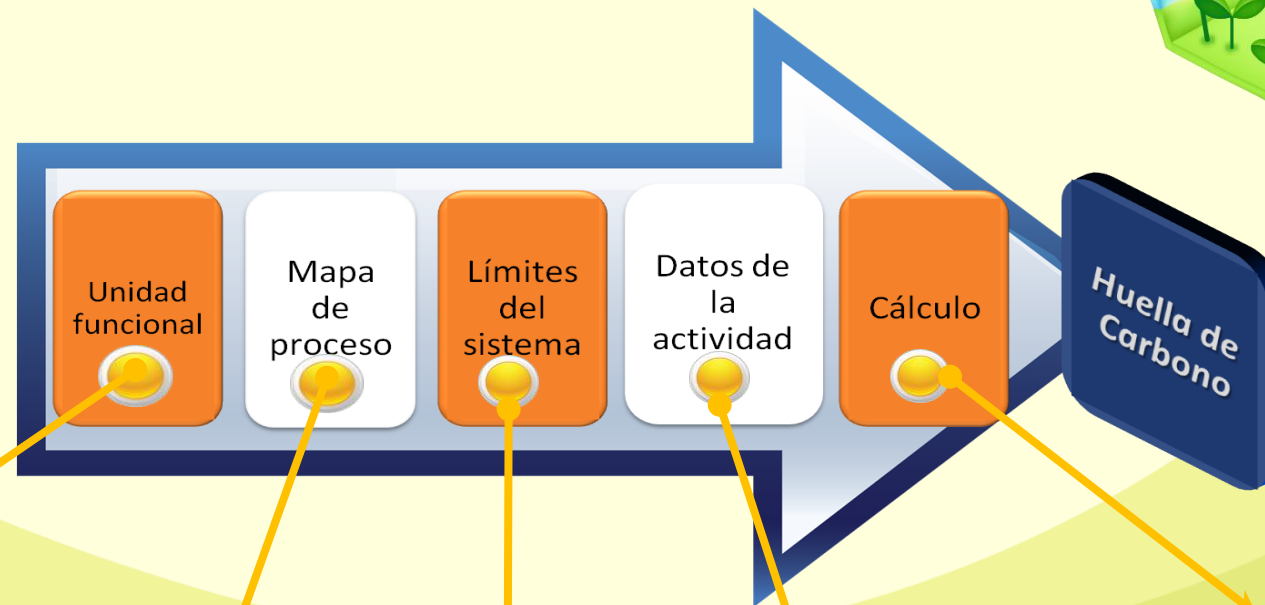 Unidad
funcional
Mapa
de
proceso
Límites
del
sistema
Datos de
la
actividad
Cálculo
Huella de
Carbono